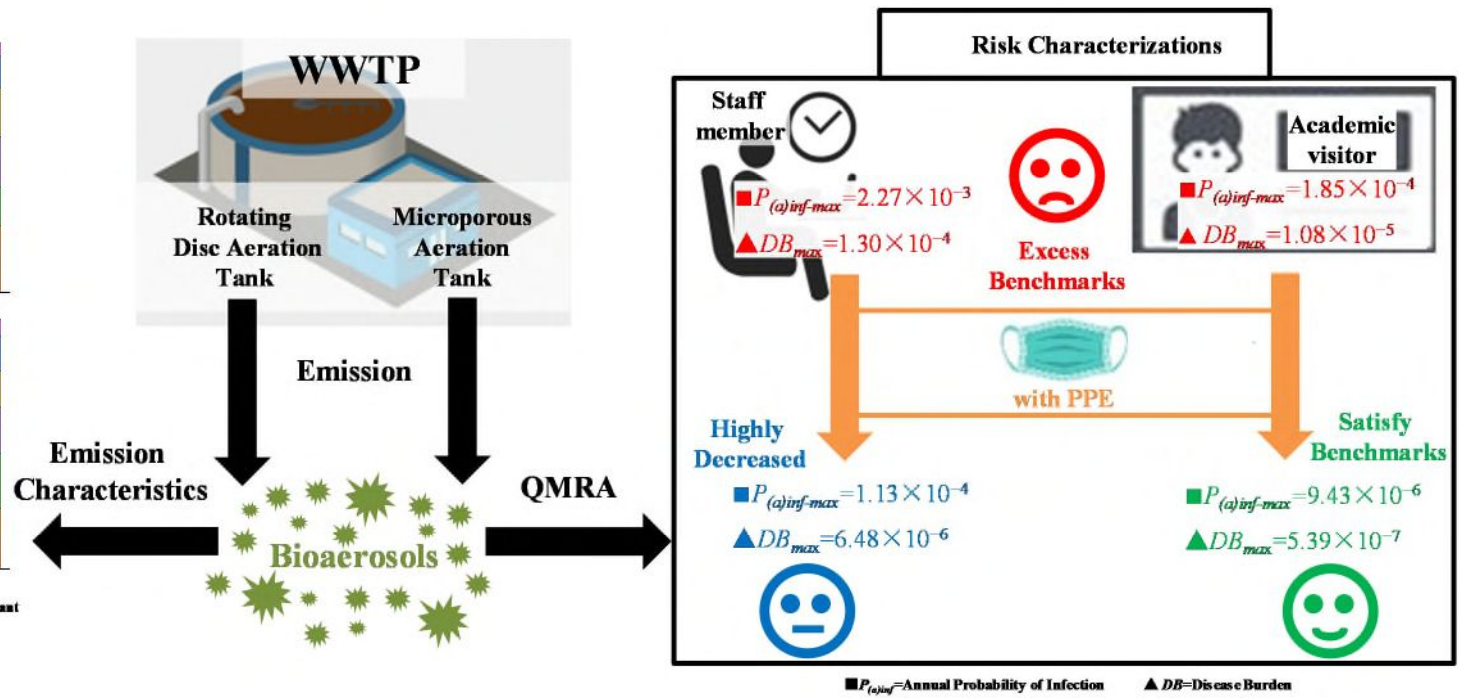 WWTP
Rotating
Disc Aeration
Tank
Microporous
Aeration
Tank
Emission
Emission
Characteristics
Bioaerosols
QMRA
ant
Risk Characterizations
Staff
member
■P(a)inf-max=2.27×10⁻³
▲DBmax=1.30×10⁻⁴
Excess
Benchmarks
Academic
visitor
■P(a)inf-max=1.85×10⁻⁴
▲DBmax=1.08×10⁻⁵
with PPE
Highly
Decreased
■P(a)inf-max=1.13×10⁻⁴
▲DBmax=6.48×10⁻⁶
Satisfy
Benchmarks
■P(a)inf-max=9.43×10⁻⁶
▲DBmax=5.39×10⁻⁷
■P(a)inf=Annual Probability of Infection ▲DB=Disease Burden